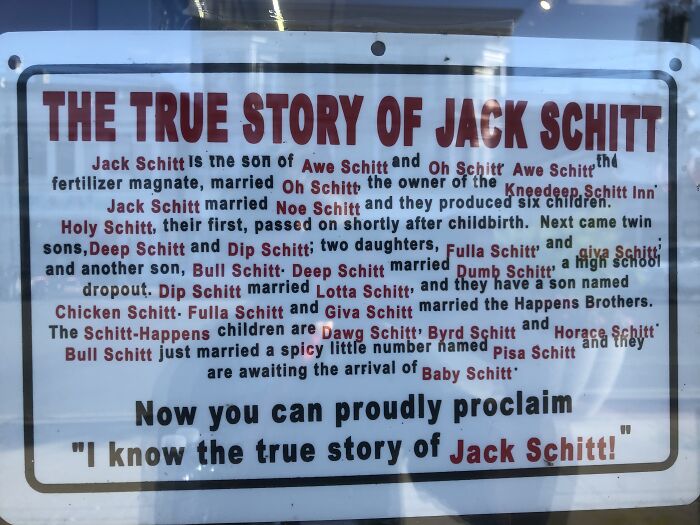 THE TRUE STORY OF JACK SCHITT
Jack Schitt is the son of Awe Schitt and Oh Schitt. Awe Schitt, the
fertilizer magnate, married Oh Schitt, the owner of the Kneedeep Schitt Inn.
Jack Schitt married Noe Schitt and they produced six children.
Holy Schitt, their first, passed on shortly after childbirth. Next came twin
sons, Deep Schitt and Dip Schitt; two daughters, Fulla Schitt, and giva Schitt;
and another son, Bull Schitt. Deep Schitt married Dumb Schitt, a high school
dropout. Dip Schitt married Lotta Schitt, and they have a son named
Chicken Schitt. Fulla Schitt and Giva Schitt married the Happens Brothers.
The Schitt-Happens children are Dawg Schitt, Byrd Schitt and Horace Schitt.
Bull Schitt just married a spicy little number named Pisa Schitt and they
are awaiting the arrival of Baby Schitt.
Now you can proudly proclaim
"I know the true story of Jack Schitt!"